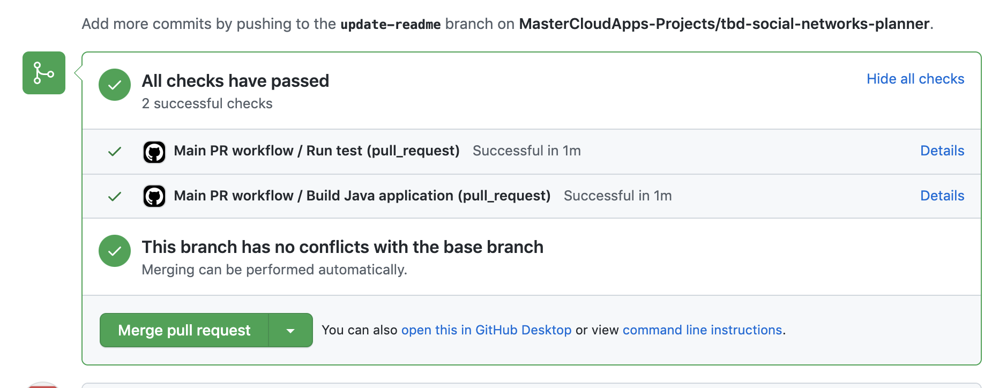 Add more commits by pushing to the update-readme branch on MasterCloudApps-Projects/tbd-social-networks-planner.
All checks have passed
Hide all checks
2 successful checks
Main PR workflow / Run test (pull_request) Successful in 1m Details
Main PR workflow / Build Java application (pull_request) Successful in 1m Details
This branch has no conflicts with the base branch
Merging can be performed automatically.
Merge pull request You can also open this in GitHub Desktop or view command line instructions.